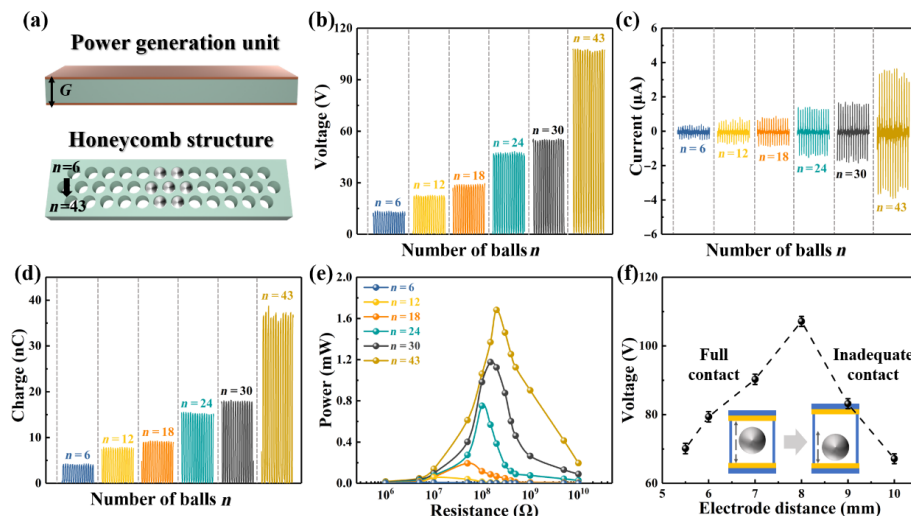 (a)
Power generation unit
G
Honeycomb structure
n=6
n=43
(b)
Voltage (V)
120
90
60
30
0
n = 6
n = 12
n = 18
n = 24
n = 30
n = 43
Number of balls n
(c)
Current (μA)
6
4
2
0
-2
-4
-6
n = 6
n = 12
n = 18
n = 24
n = 30
n = 43
Number of balls n
(d)
Charge (nC)
40
30
20
10
0
n = 6
n = 12
n = 18
n = 24
n = 30
n = 43
Number of balls n
(e)
Power (mW)
2.0
1.6
1.2
0.8
0.4
0.0
n = 6
n = 12
n = 18
n = 24
n = 30
n = 43
10^6 10^7 10^8 10^9 10^10
Resistance (Ω)
(f)
Voltage (V)
120
100
80
60
Full
contact
Inadequate
contact
6 7 8 9 10
Electrode distance (mm)